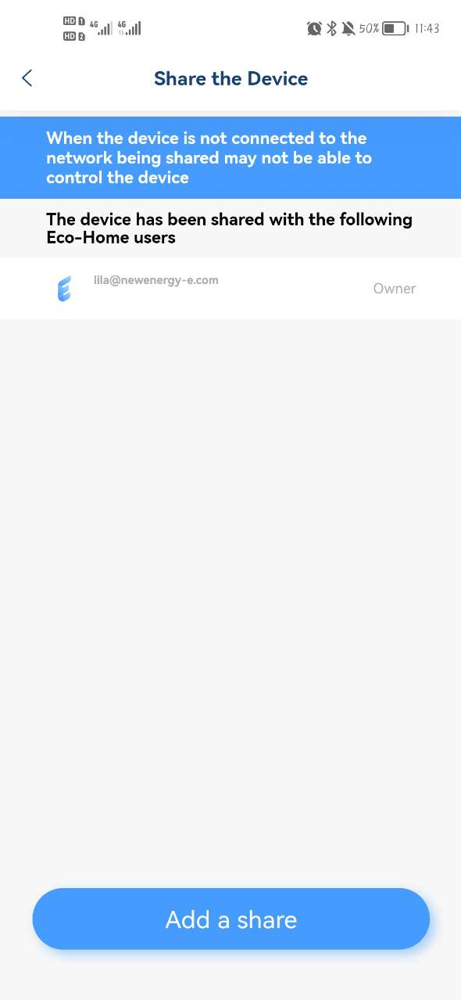 HD 1 4G 4G 50% 11:43
HD 2
Share the Device
When the device is not connected to the
network being shared may not be able to
control the device
The device has been shared with the following
Eco-Home users
lila@newenergy-e.com
Owner
Add a share